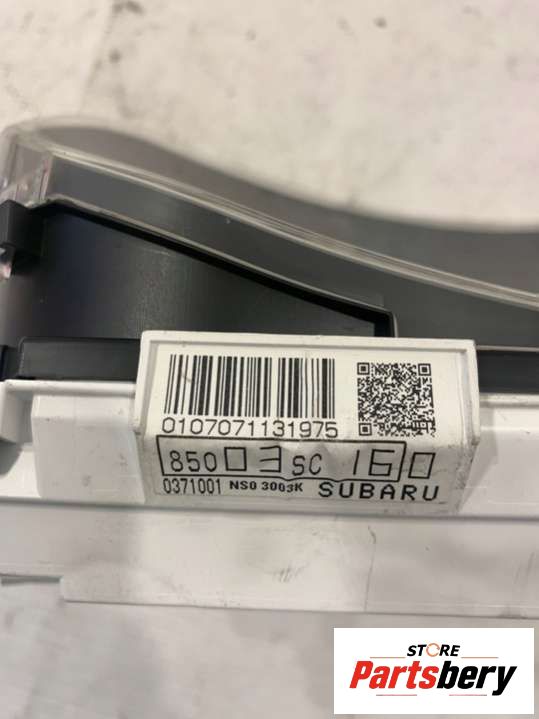 0107071131975
85003SC160
0371001 NS0 3003K SUBARU
STORE
Partsbery